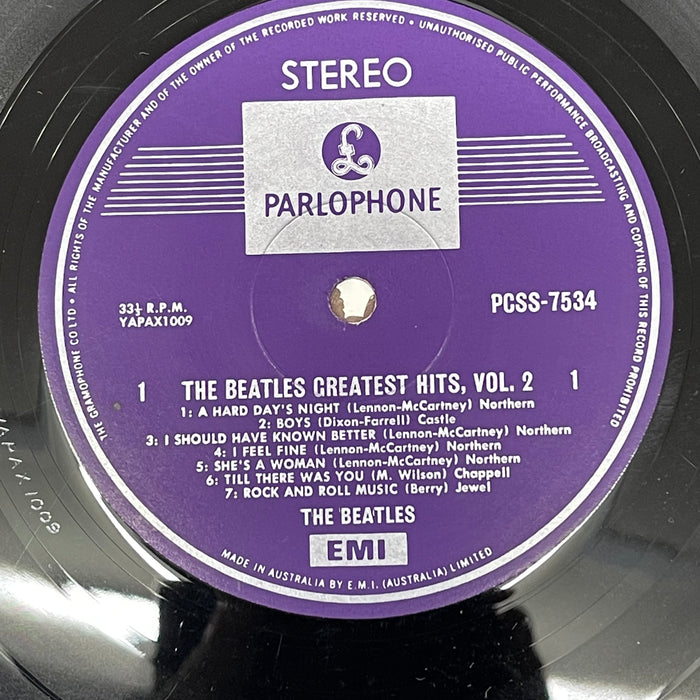 THE GRAMOPHONE CO LTD • ALL RIGHTS OF THE MANUFACTURER AND OF THE OWNER OF THE RECORDED WORK RESERVED • UNAUTHORISED PUBLIC PERFORMANCE BROADCASTING AND COPYING OF THIS RECORD PROHIBITED
STEREO
£
PARLOPHONE
33⅓ R.P.M.
YAPAX1009
PCSS-7534
1 THE BEATLES GREATEST HITS, VOL. 2 1
1: A HARD DAY'S NIGHT (Lennon-McCartney) Northern
2: BOYS (Dixon-Farrell) Castle
3: I SHOULD HAVE KNOWN BETTER (Lennon-McCartney) Northern
4: I FEEL FINE (Lennon-McCartney) Northern
5: SHE'S A WOMAN (Lennon-McCartney) Northern
6: TILL THERE WAS YOU (M. Wilson) Chappell
7: ROCK AND ROLL MUSIC (Berry) Jewel
THE BEATLES
EMI
MADE IN AUSTRALIA BY E.M.I. (AUSTRALIA) LIMITED
YAPAX1009